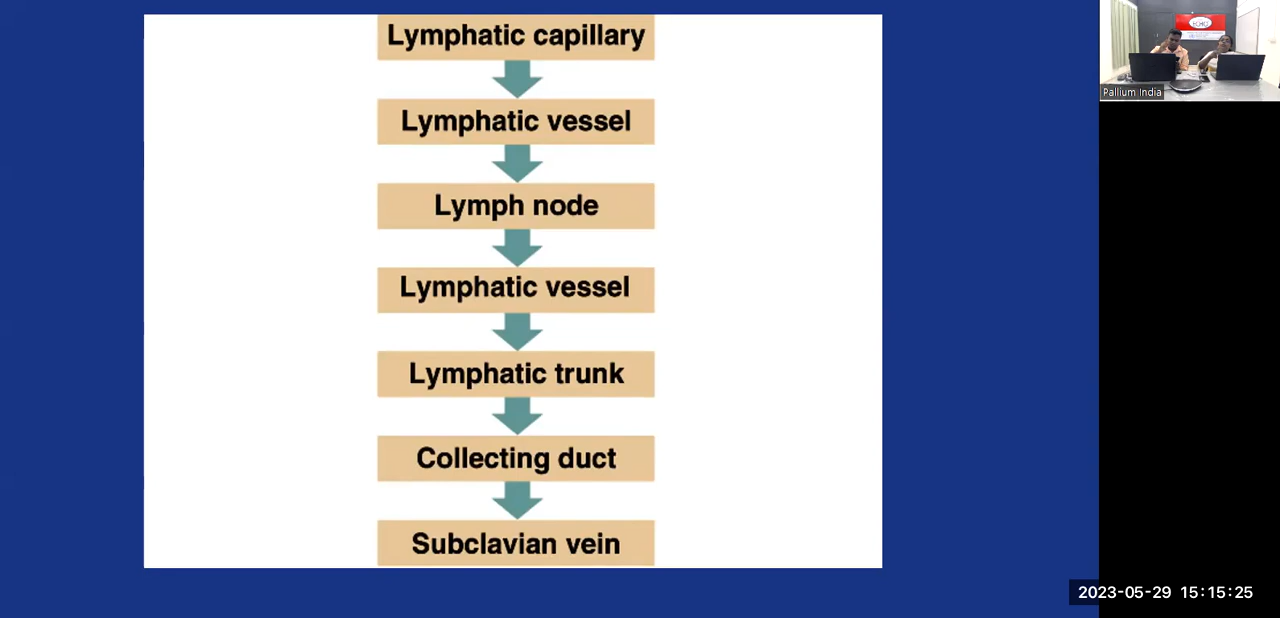 Lymphatic capillary
Lymphatic vessel
Lymph node
Lymphatic vessel
Lymphatic trunk
Collecting duct
Subclavian vein
ECHO
Pallium India
2023-05-29 15:15:25